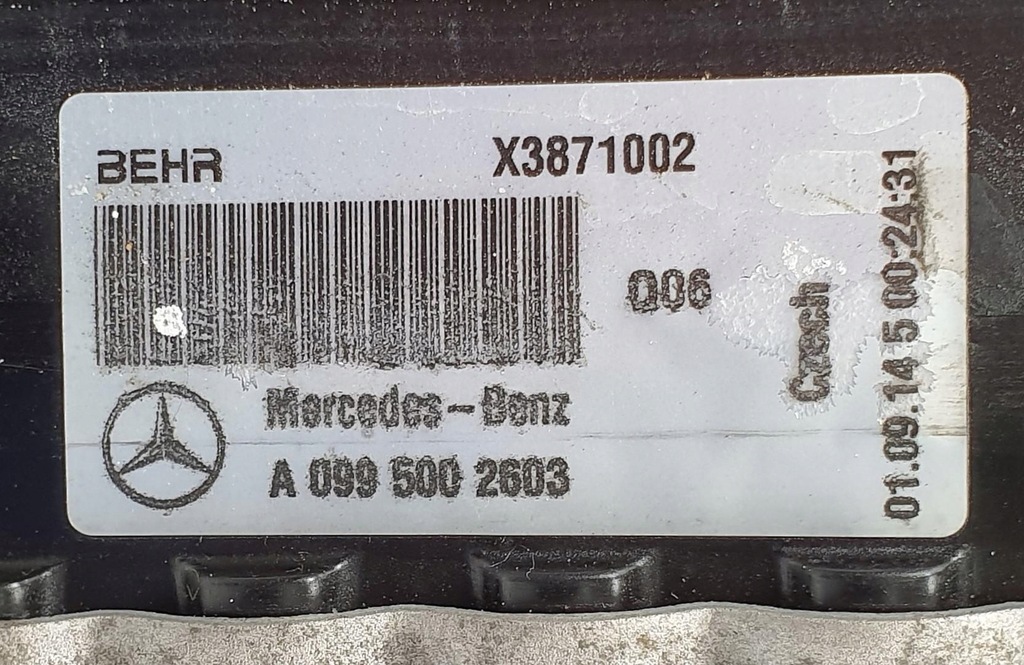 BEHR
X3871002
Q06
Mercedes-Benz
A 099 500 2603
Czech
01.09.14 5 00:24:31